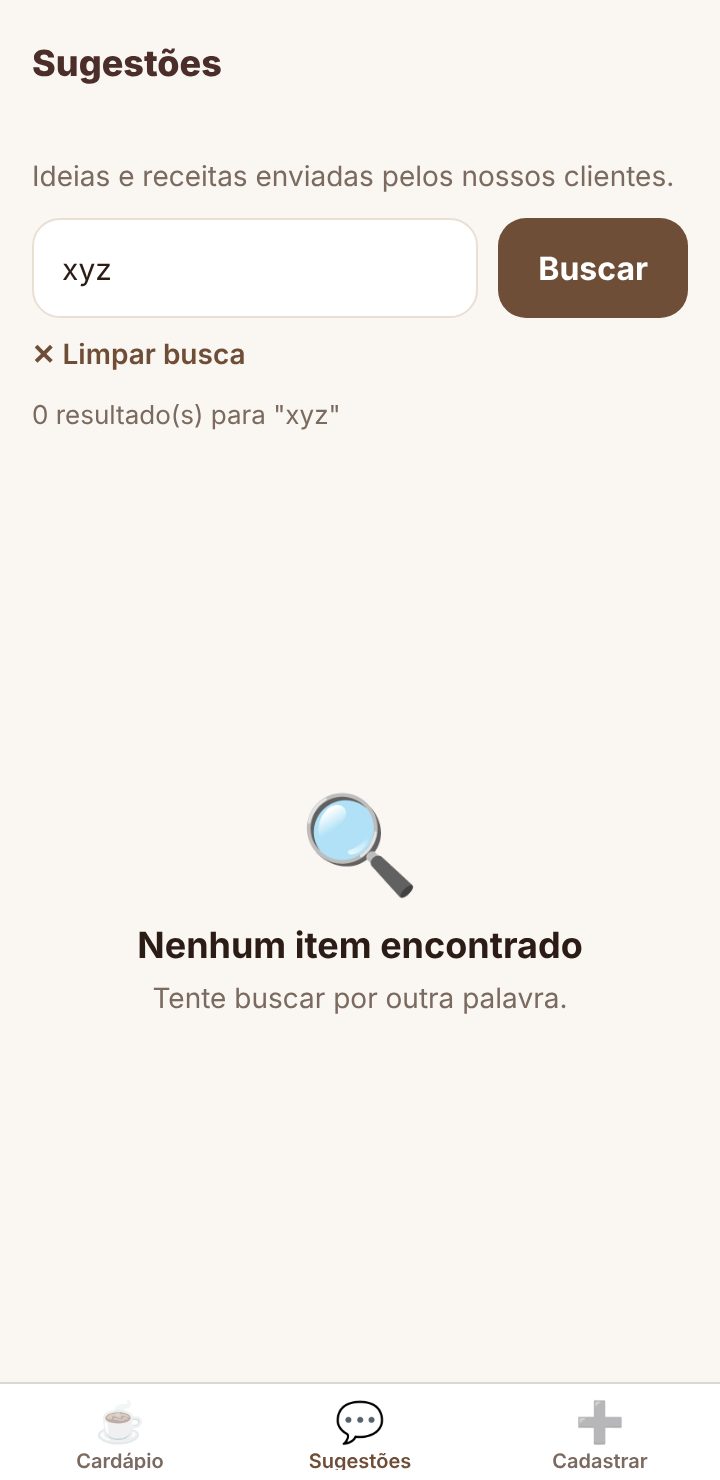 Sugestões
Ideias e receitas enviadas pelos nossos clientes.
xyz
Buscar
✕ Limpar busca
0 resultado(s) para "xyz"
Nenhum item encontrado
Tente buscar por outra palavra.
Cardápio
Sugestões
Cadastrar